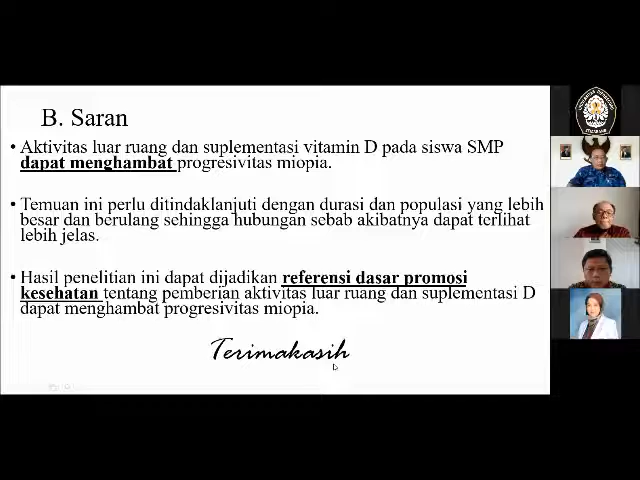 B. Saran
• Aktivitas luar ruang dan suplementasi vitamin D pada siswa SMP
dapat menghambat progresivitas miopia.
• Temuan ini perlu ditindaklanjuti dengan durasi dan populasi yang lebih
besar dan berulang sehingga hubungan sebab akibatnya dapat terlihat
lebih jelas.
• Hasil penelitian ini dapat dijadikan referensi dasar promosi
kesehatan tentang pemberian aktivitas luar ruang dan suplementasi D
dapat menghambat progresivitas miopia.
Terimakasih